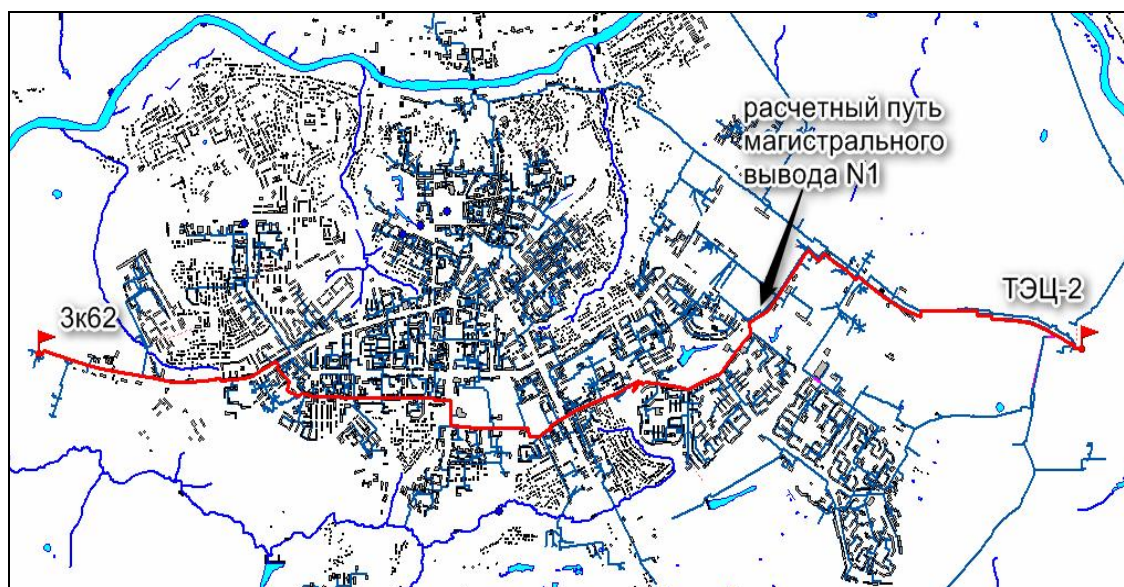 расчетный путь
магистрального
вывода N1
ТЭЦ-2
3к62